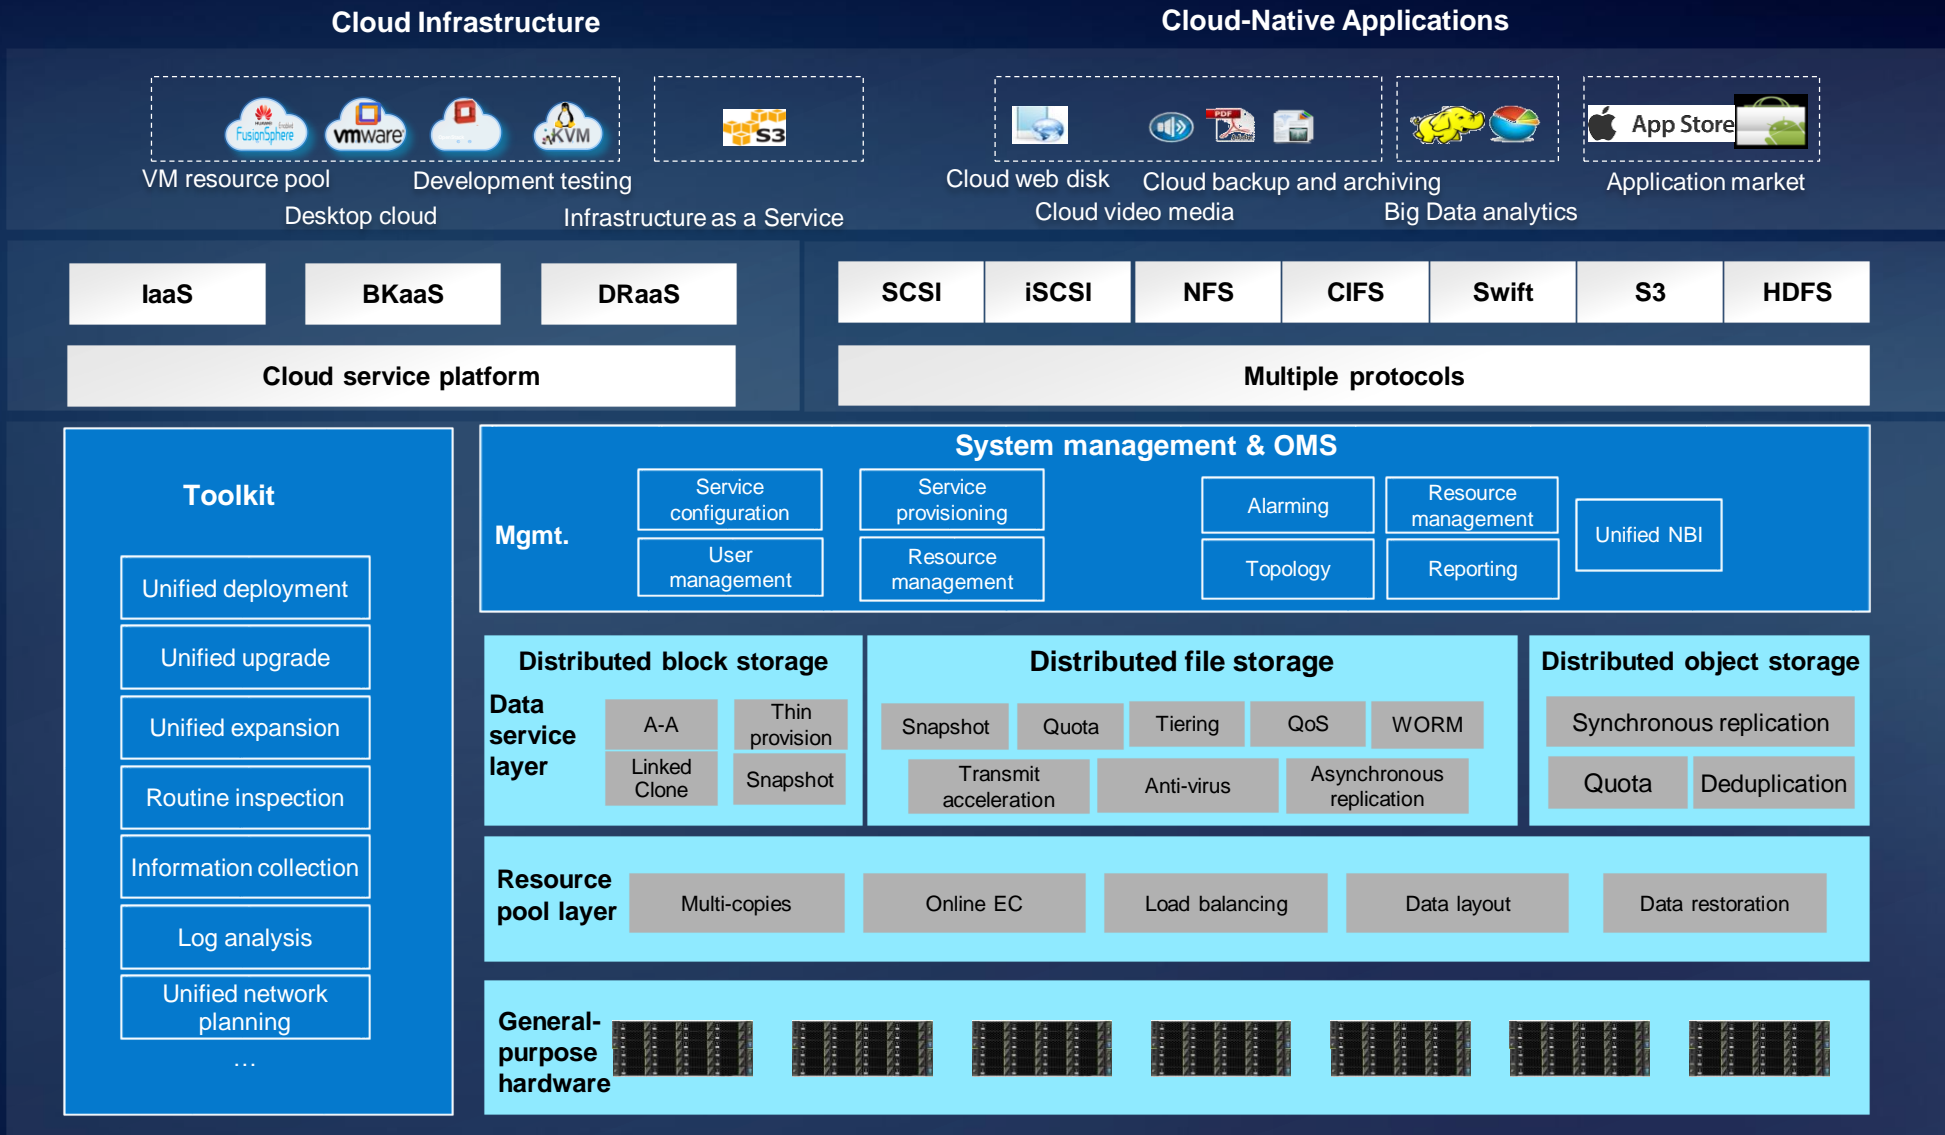 Cloud Infrastructure
Cloud-Native Applications
HUAWEI
Enabled
FusionSphere
vmware
KVM
S3
PDF
Adobe
App Store
VM resource pool
Development testing
Desktop cloud
Infrastructure as a Service
Cloud web disk
Cloud backup and archiving
Application market
Cloud video media
Big Data analytics
IaaS
BKaaS
DRaaS
SCSI
iSCSI
NFS
CIFS
Swift
S3
HDFS
Cloud service platform
Multiple protocols
Toolkit
Unified deployment
Unified upgrade
Unified expansion
Routine inspection
Information collection
Log analysis
Unified network
planning
...
System management & OMS
Mgmt.
Service
configuration
Service
provisioning
User
management
Resource
management
Alarming
Resource
management
Topology
Reporting
Unified NBI
Data
service
layer
Distributed block storage
A-A
Thin
provision
Linked
Clone
Snapshot
Distributed file storage
Snapshot
Quota
Tiering
QoS
WORM
Transmit
acceleration
Anti-virus
Asynchronous
replication
Distributed object storage
Synchronous replication
Quota
Deduplication
Resource
pool layer
Multi-copies
Online EC
Load balancing
Data layout
Data restoration
General-
purpose
hardware